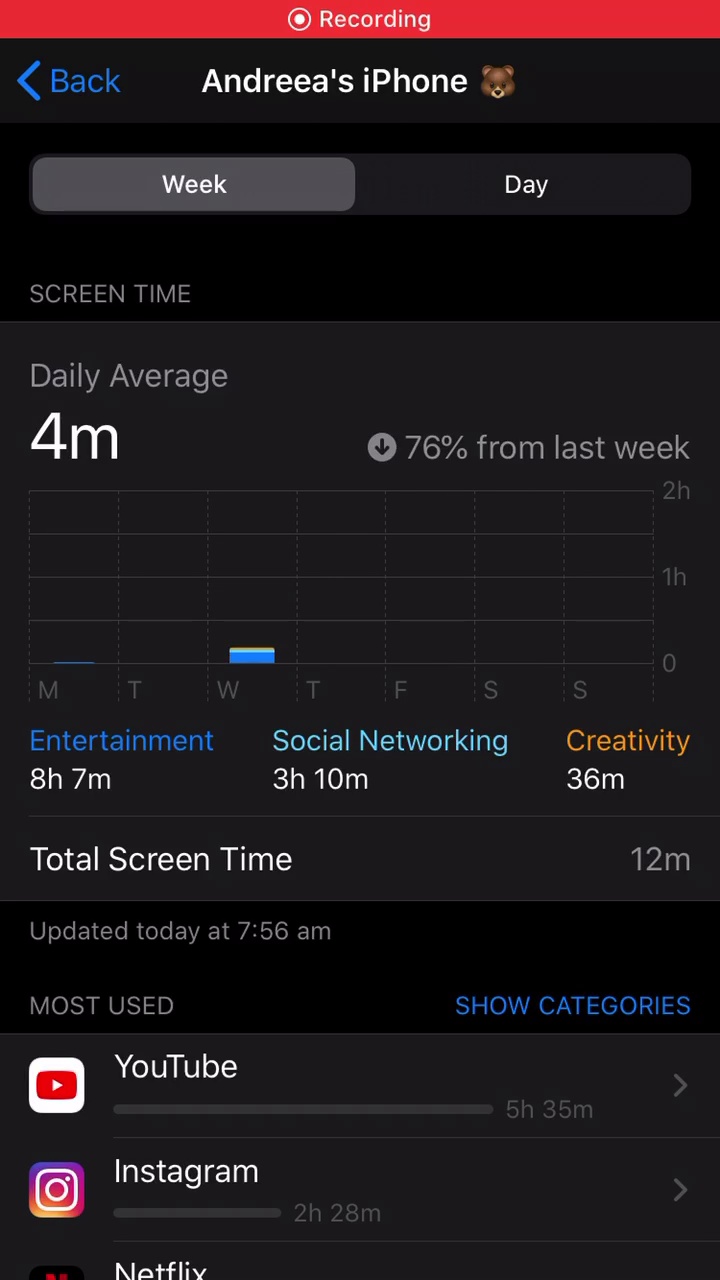 Recording
Back
Andreea's iPhone 🐻
Week
Day
SCREEN TIME
Daily Average
4m
76% from last week
2h
1h
0
M T W T F S S
Entertainment Social Networking Creativity
8h 7m 3h 10m 36m
Total Screen Time 12m
Updated today at 7:56 am
MOST USED SHOW CATEGORIES
YouTube
5h 35m
Instagram
2h 28m
Netflix